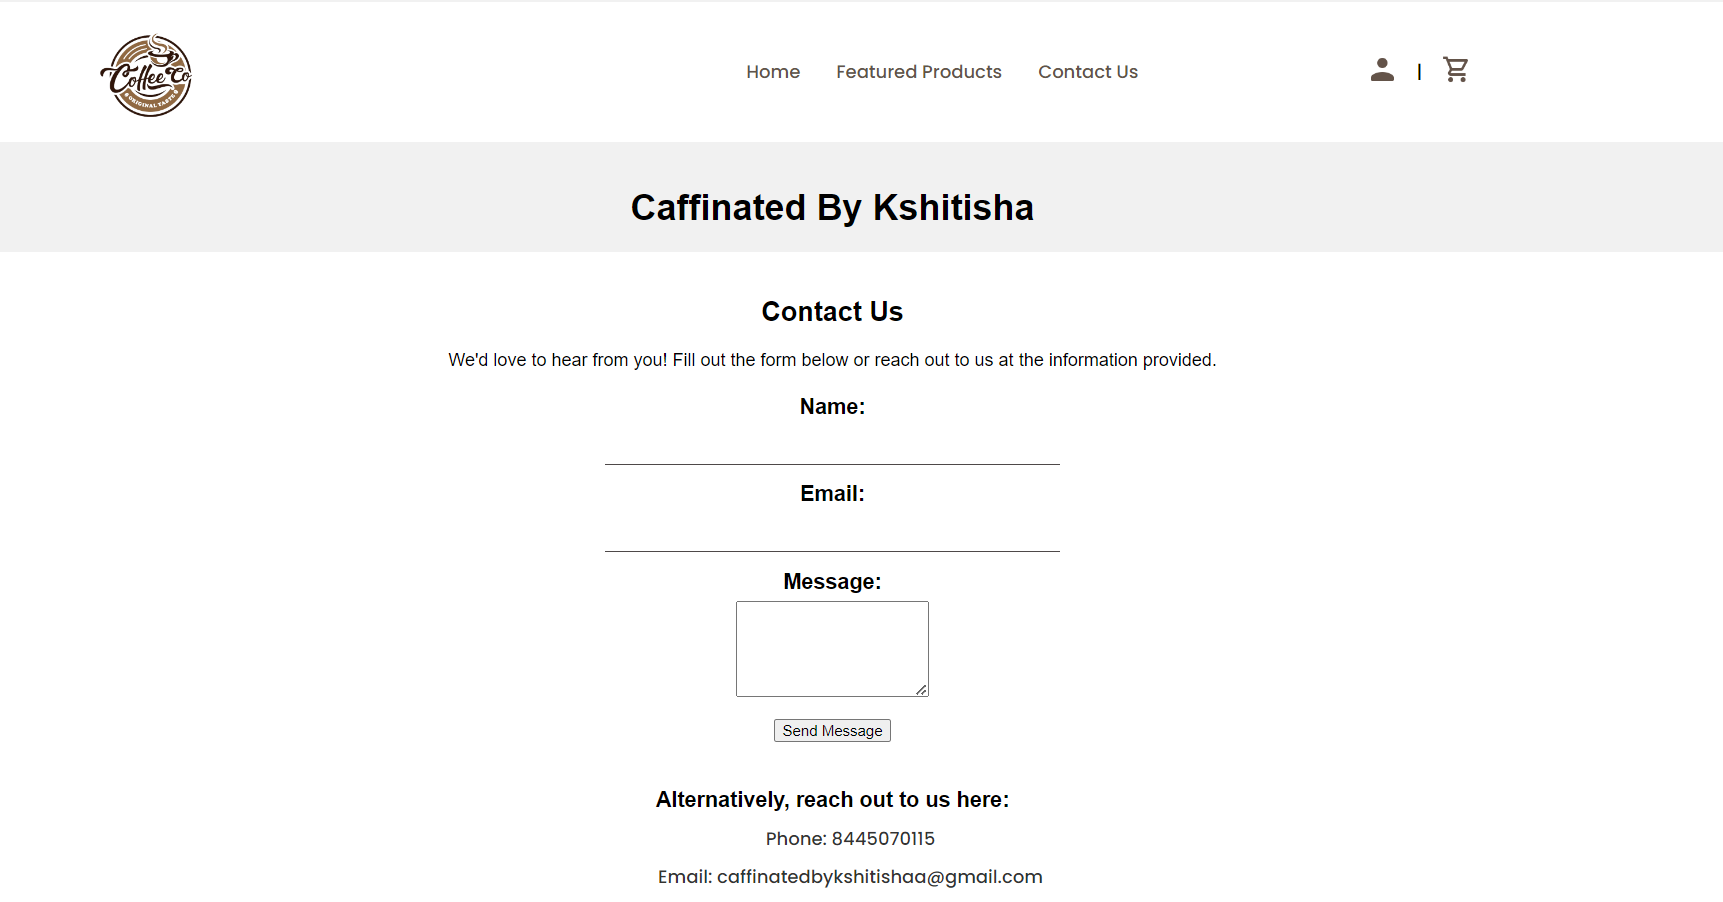 Coffee Co
ORIGINAL TASTE
Home Featured Products Contact Us
|
Caffinated By Kshitisha
Contact Us
We'd love to hear from you! Fill out the form below or reach out to us at the information provided.
Name:
Email:
Message:
Send Message
Alternatively, reach out to us here:
Phone: 8445070115
Email: caffinatedbykshitishaa@gmail.com